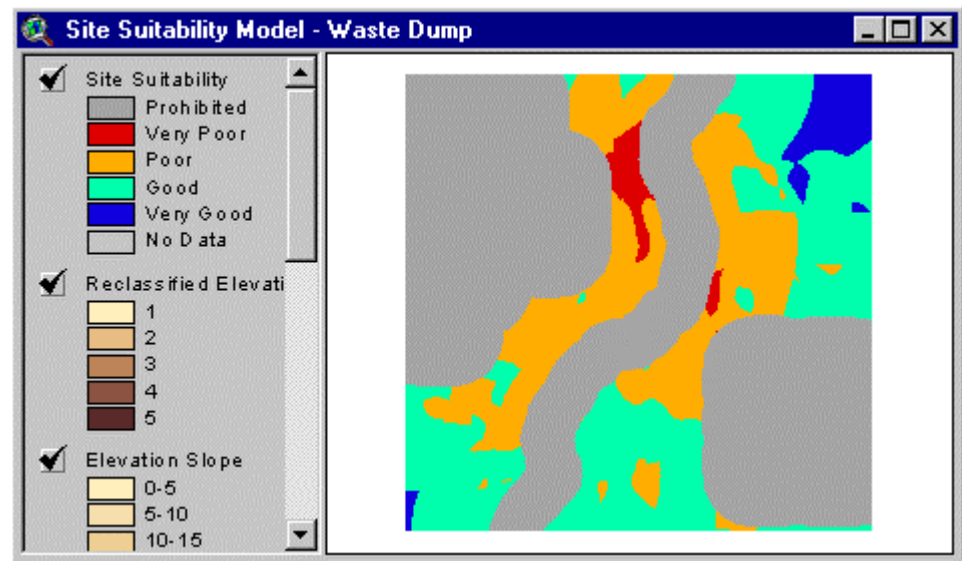 Site Suitability Model - Waste Dump
Site Suitability
Prohibited
Very Poor
Poor
Good
Very Good
No Data
Reclassified Elevati
1
2
3
4
5
Elevation Slope
0-5
5-10
10-15